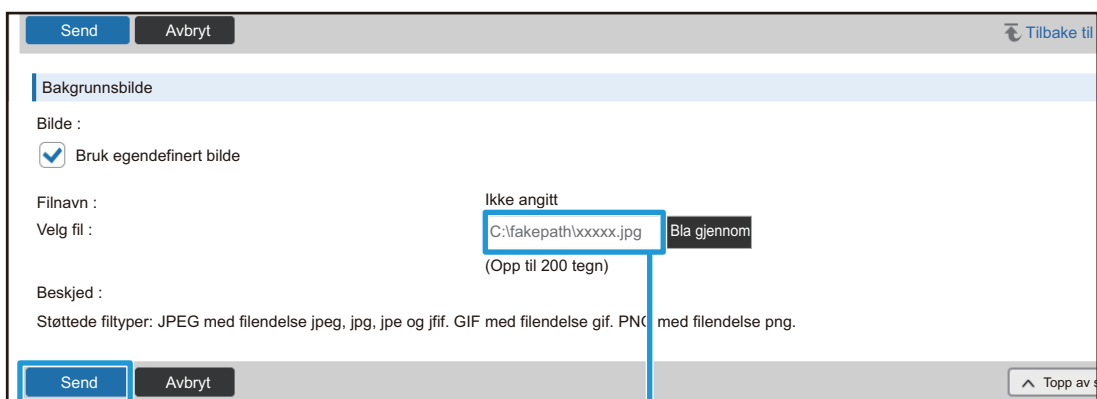 Send Avbryt Tilbake til
Bakgrunnsbilde
Bilde :
Bruk egendefinert bilde
Filnavn : Ikke angitt
Velg fil : C:\fakepath\xxxxx.jpg Bla gjennom
(Opp til 200 tegn)
Beskjed :
Støttede filtyper: JPEG med filendelse jpeg, jpg, jpe og jfif. GIF med filendelse gif. PNG med filendelse png.
Send Avbryt Topp av s